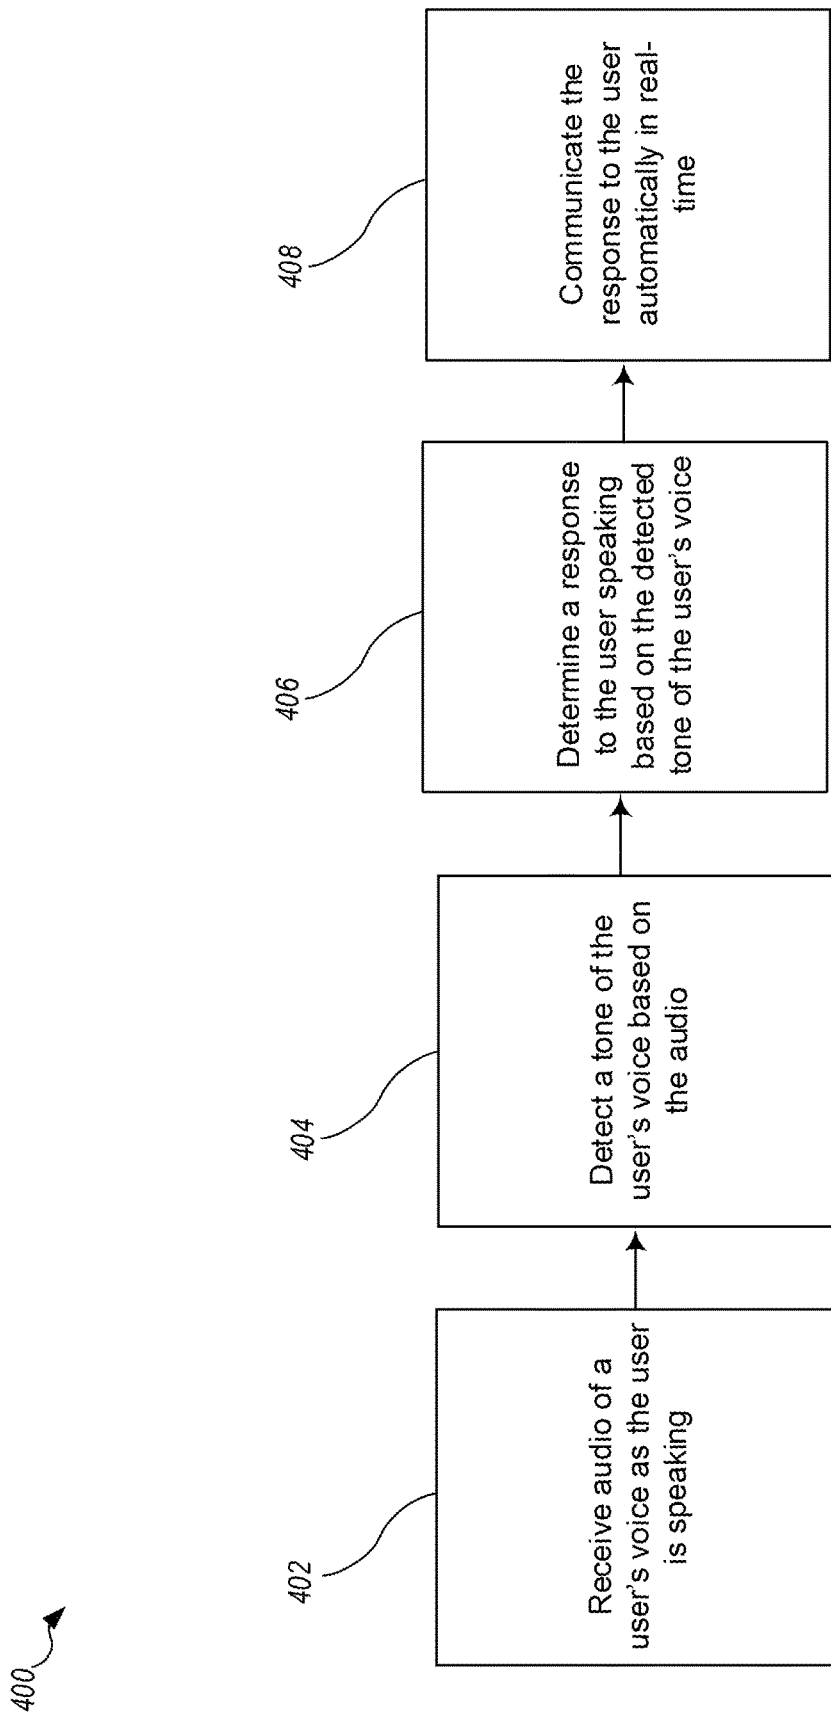 400
402
Receive audio of a
user's voice as the user
is speaking
404
Detect a tone of the
user's voice based on
the audio
406
Determine a response
to the user speaking
based on the detected
tone of the user's voice
408
Communicate the
response to the user
automatically in real-
time